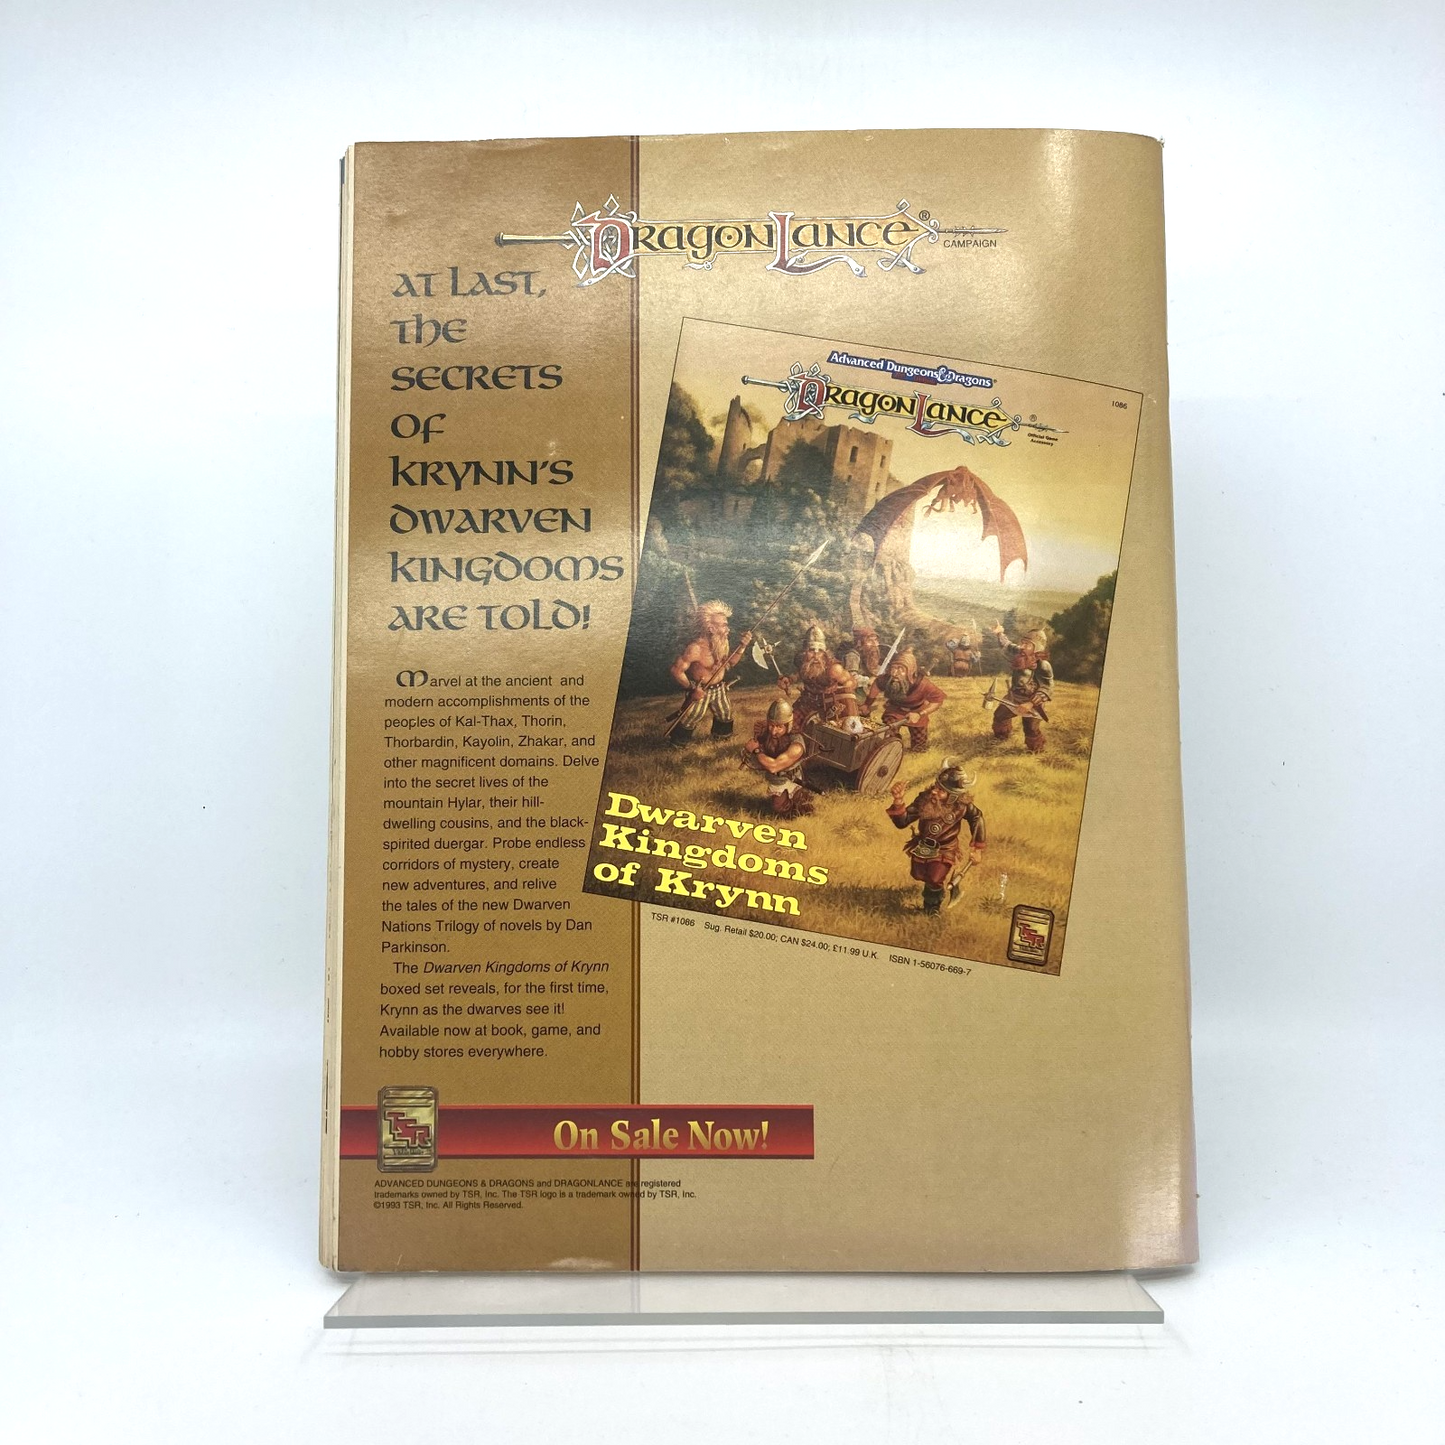 DRAGONLANCE®
CAMPAIGN
AT LAST,
THE
SECRETS
OF
KRYNN'S
DWARVEN
KINGDOMS
ARE TOLD!
Marvel at the ancient and
modern accomplishments of the
peoples of Kal-Thax, Thorin,
Thorbardin, Kayolin, Zhakar, and
other magnificent domains. Delve
into the secret lives of the
mountain Hylar, their hill-
dwelling cousins, and the black-
spirited duergar. Probe endless
corridors of mystery, create
new adventures, and relive
the tales of the new Dwarven
Nations Trilogy of novels by Dan
Parkinson.
The Dwarven Kingdoms of Krynn
boxed set reveals, for the first time,
Krynn as the dwarves see it!
Available now at book, game, and
hobby stores everywhere.
Advanced Dungeons & Dragons®
DRAGONLANCE®
1086
Official Game
Accessory
Dwarven
Kingdoms
of Krynn
TSR
TSR #1086 Sug. Retail $20.00; CAN $24.00; £11.99 U.K. ISBN 1-56076-669-7
TSR
On Sale Now!
ADVANCED DUNGEONS & DRAGONS and DRAGONLANCE are registered
trademarks owned by TSR, Inc. The TSR logo is a trademark owned by TSR, Inc.
©1993 TSR, Inc. All Rights Reserved.